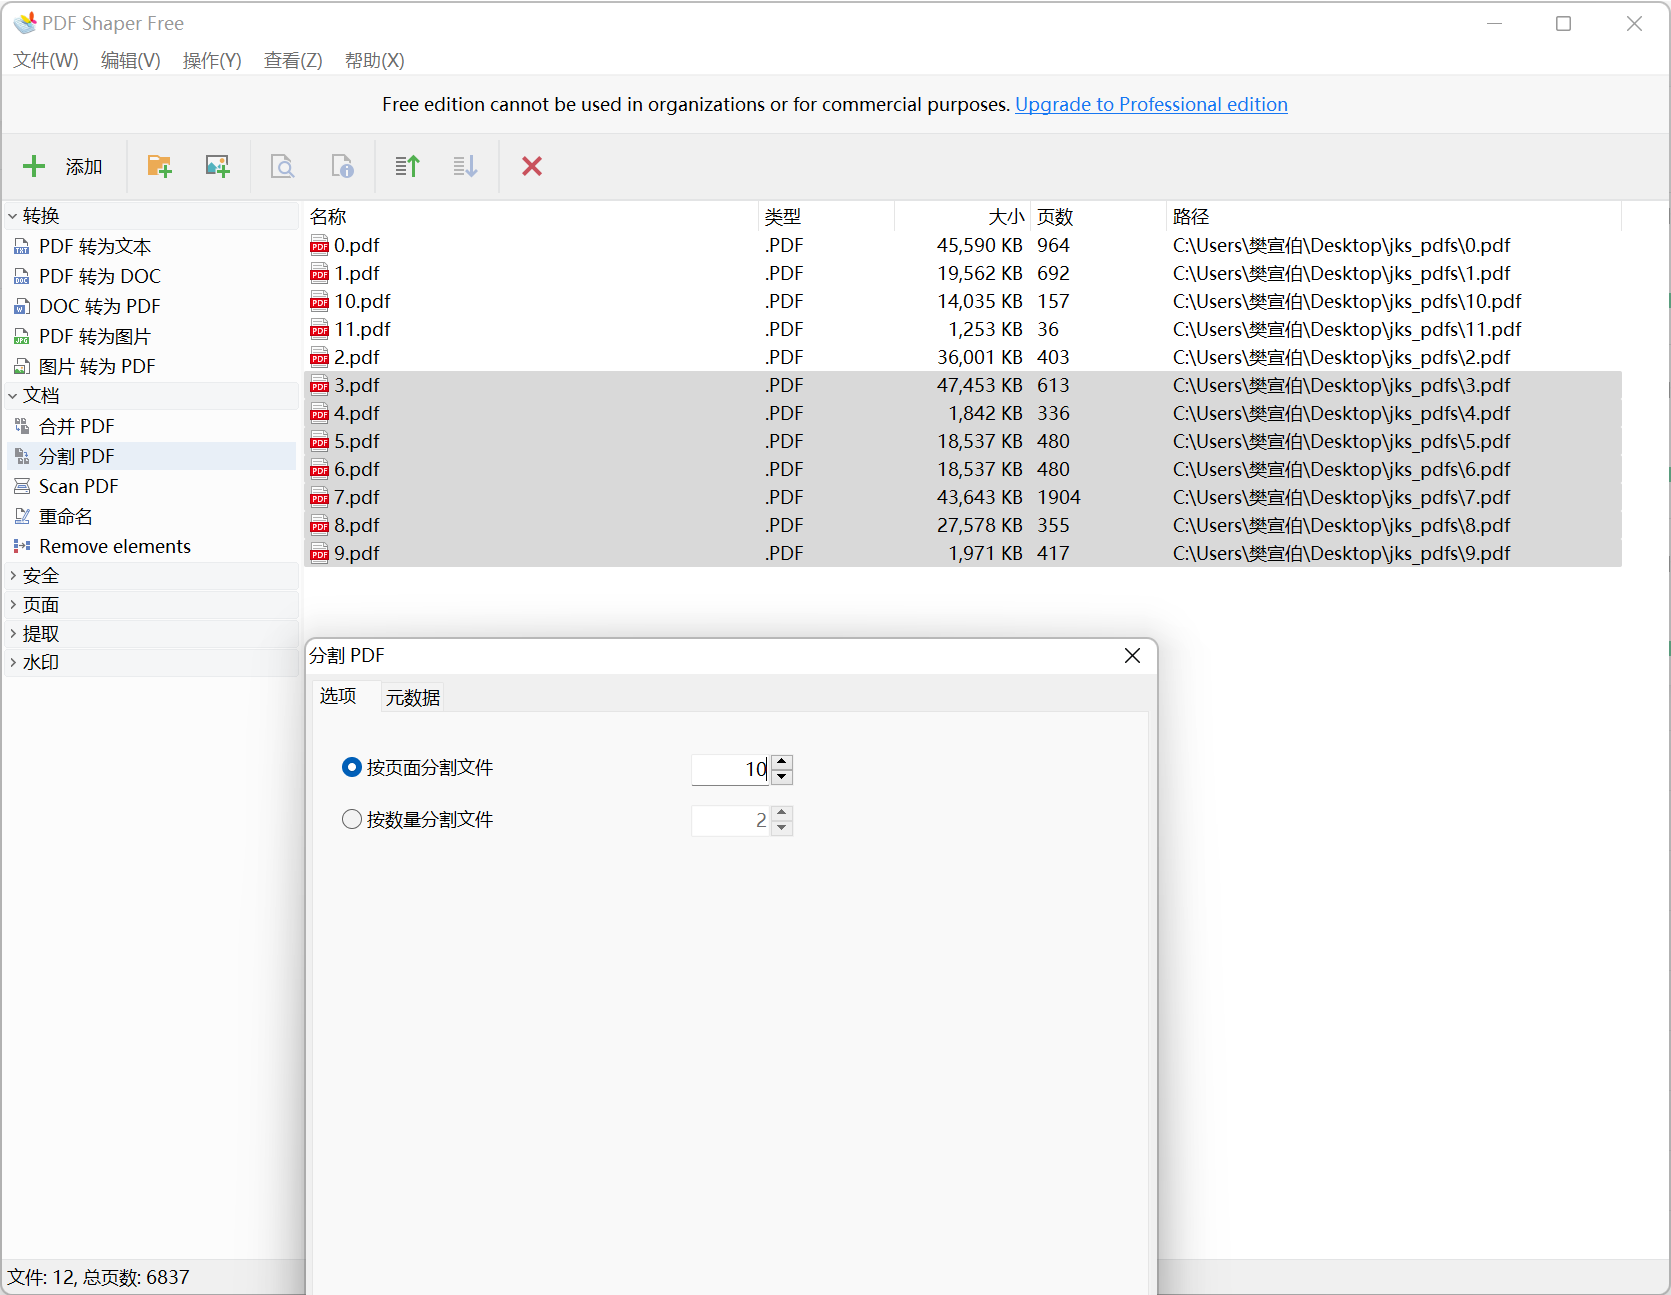 PDF Shaper Free
文件(W) 编辑(V) 操作(Y) 查看(Z) 帮助(X)
Free edition cannot be used in organizations or for commercial purposes. Upgrade to Professional edition
添加
转换
PDF 转为文本
PDF 转为 DOC
DOC 转为 PDF
PDF 转为图片
图片 转为 PDF
文档
合并 PDF
分割 PDF
Scan PDF
重命名
Remove elements
安全
页面
提取
水印
名称 类型 大小 页数 路径
0.pdf .PDF 45,590 KB 964 C:\Users\樊宣伯\Desktop\jks_pdfs\0.pdf
1.pdf .PDF 19,562 KB 692 C:\Users\樊宣伯\Desktop\jks_pdfs\1.pdf
10.pdf .PDF 14,035 KB 157 C:\Users\樊宣伯\Desktop\jks_pdfs\10.pdf
11.pdf .PDF 1,253 KB 36 C:\Users\樊宣伯\Desktop\jks_pdfs\11.pdf
2.pdf .PDF 36,001 KB 403 C:\Users\樊宣伯\Desktop\jks_pdfs\2.pdf
3.pdf .PDF 47,453 KB 613 C:\Users\樊宣伯\Desktop\jks_pdfs\3.pdf
4.pdf .PDF 1,842 KB 336 C:\Users\樊宣伯\Desktop\jks_pdfs\4.pdf
5.pdf .PDF 18,537 KB 480 C:\Users\樊宣伯\Desktop\jks_pdfs\5.pdf
6.pdf .PDF 18,537 KB 480 C:\Users\樊宣伯\Desktop\jks_pdfs\6.pdf
7.pdf .PDF 43,643 KB 1904 C:\Users\樊宣伯\Desktop\jks_pdfs\7.pdf
8.pdf .PDF 27,578 KB 355 C:\Users\樊宣伯\Desktop\jks_pdfs\8.pdf
9.pdf .PDF 1,971 KB 417 C:\Users\樊宣伯\Desktop\jks_pdfs\9.pdf
分割 PDF
选项 元数据
按页面分割文件 10
按数量分割文件 2
文件: 12, 总页数: 6837